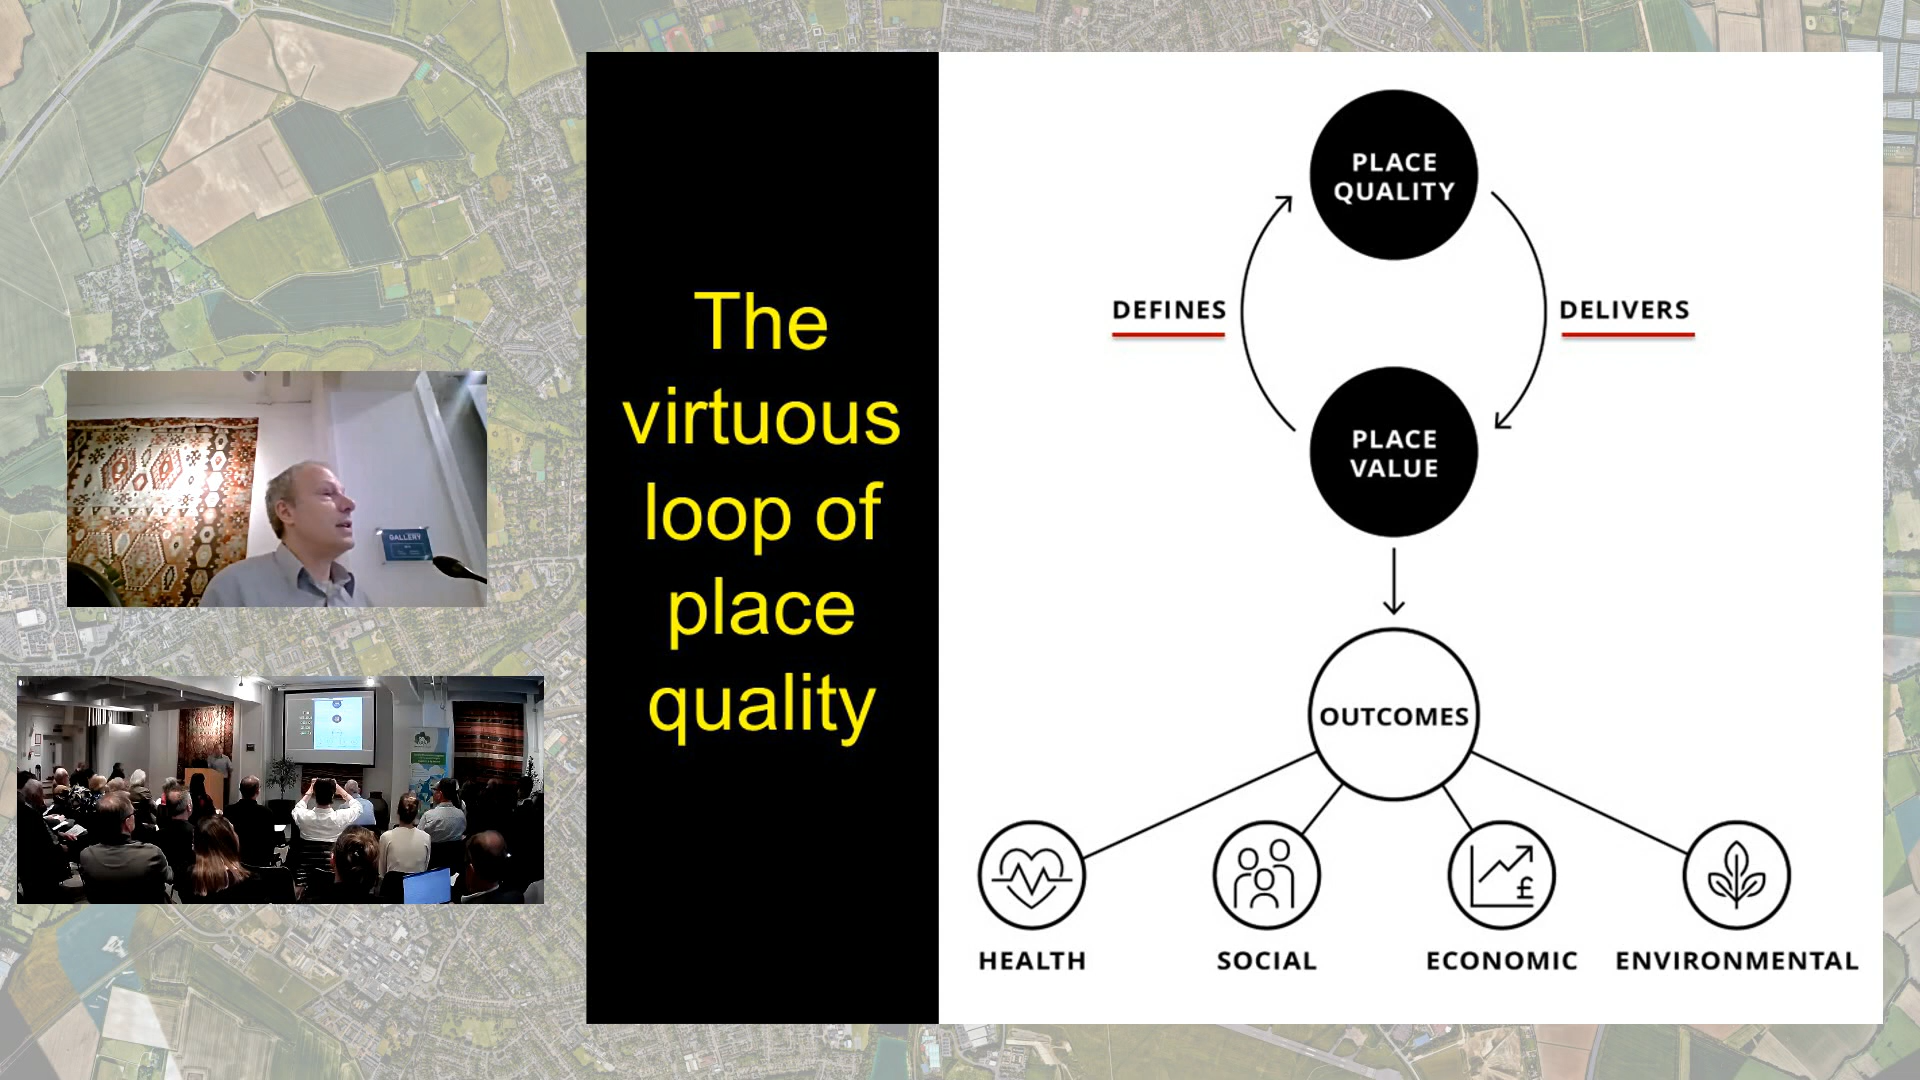 The
virtuous
loop of
place
quality
PLACE
QUALITY
DEFINES
DELIVERS
PLACE
VALUE
OUTCOMES
£
HEALTH
SOCIAL
ECONOMIC
ENVIRONMENTAL
GALLERY